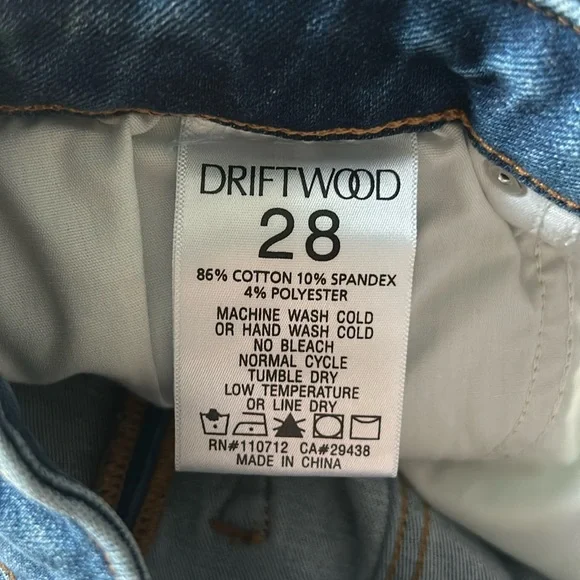 DRIFTWOOD
28
86% COTTON 10% SPANDEX
4% POLYESTER
MACHINE WASH COLD
OR HAND WASH COLD
NO BLEACH
NORMAL CYCLE
TUMBLE DRY
LOW TEMPERATURE
OR LINE DRY
RN#110712 CA#29438
MADE IN CHINA